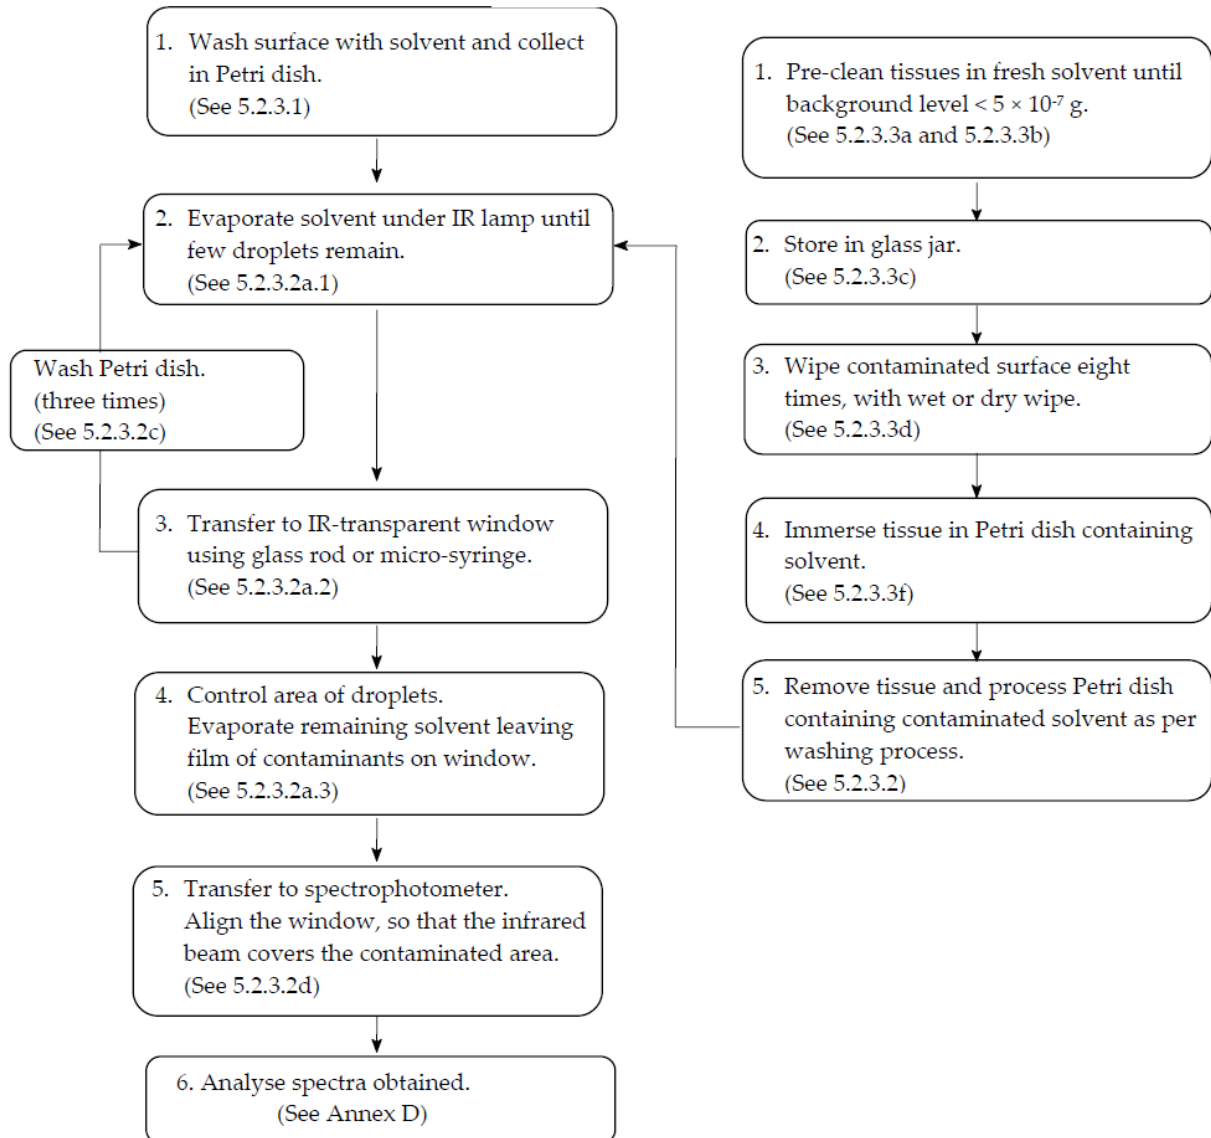 1. Wash surface with solvent and collect
in Petri dish.
(See 5.2.3.1)
2. Evaporate solvent under IR lamp until
few droplets remain.
(See 5.2.3.2a.1)
Wash Petri dish.
(three times)
(See 5.2.3.2c)
3. Transfer to IR-transparent window
using glass rod or micro-syringe.
(See 5.2.3.2a.2)
4. Control area of droplets.
Evaporate remaining solvent leaving
film of contaminants on window.
(See 5.2.3.2a.3)
5. Transfer to spectrophotometer.
Align the window, so that the infrared
beam covers the contaminated area.
(See 5.2.3.2d)
6. Analyse spectra obtained.
(See Annex D)
1. Pre-clean tissues in fresh solvent until
background level < 5 × 10⁻⁷ g.
(See 5.2.3.3a and 5.2.3.3b)
2. Store in glass jar.
(See 5.2.3.3c)
3. Wipe contaminated surface eight
times, with wet or dry wipe.
(See 5.2.3.3d)
4. Immerse tissue in Petri dish containing
solvent.
(See 5.2.3.3f)
5. Remove tissue and process Petri dish
containing contaminated solvent as per
washing process.
(See 5.2.3.2)